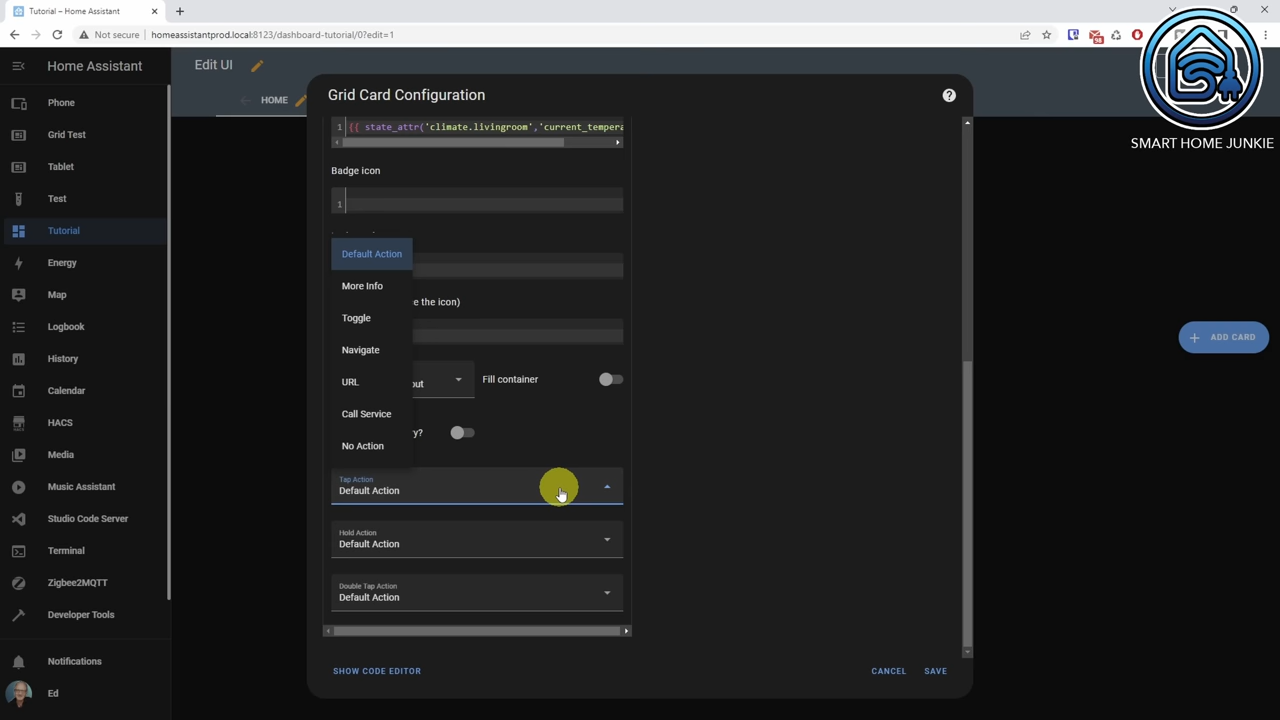 Tutorial – Home Assistant
Not secure
homeassistantprod.local:8123/dashboard-tutorial/0?edit=1
98
SMART HOME JUNKIE
Home Assistant
Phone
Grid Test
Tablet
Test
Tutorial
Energy
Map
Logbook
History
Calendar
HACS
Media
Music Assistant
Studio Code Server
Terminal
Zigbee2MQTT
Developer Tools
Notifications
Ed
Edit UI
HOME
Grid Card Configuration
1 {{ state_attr('climate.livingroom','current_tempera
Badge icon
1
Default Action
More Info
Toggle
Navigate
URL
Call Service
No Action
e the icon)
out
Fill container
y?
Tap Action
Default Action
Hold Action
Default Action
Double Tap Action
Default Action
SHOW CODE EDITOR
CANCEL
SAVE
ADD CARD